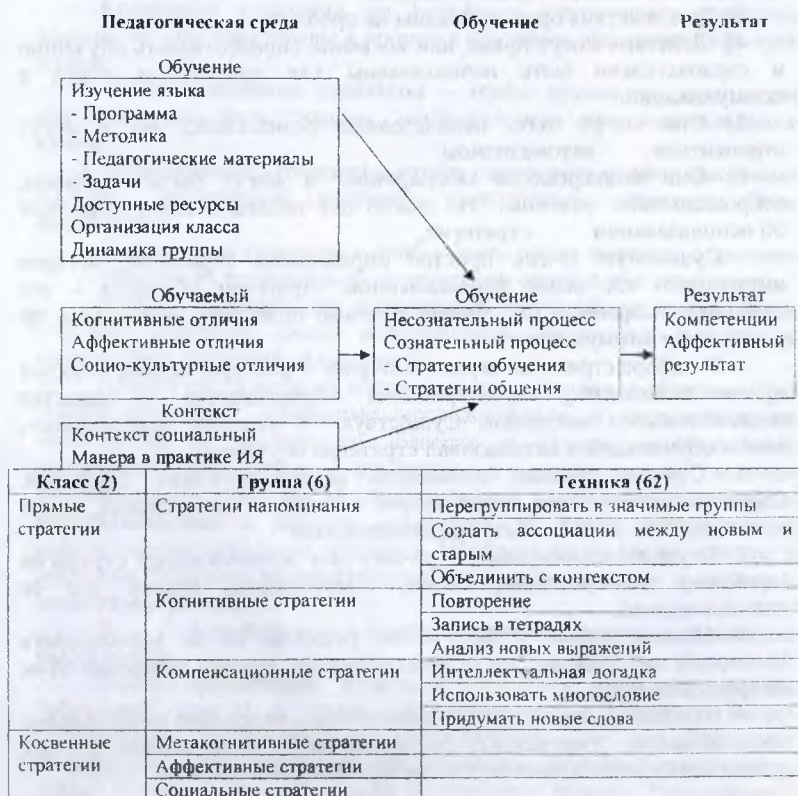 Педагогическая среда Обучение Результат
Обучение
Изучение языка
- Программа
- Методика
- Педагогические материалы
- Задачи
Доступные ресурсы
Организация класса
Динамика группы
Обучаемый
Когнитивные отличия
Аффективные отличия
Социо-культурные отличия
Обучение
Несознательный процесс
Сознательный процесс
- Стратегии обучения
- Стратегии общения
Результат
Компетенции
Аффективный
результат
Контекст
Контекст социальный
Манера в практике ИЯ
Класс (2) Группа (6) Техника (62)
Прямые
стратегии
Стратегии напоминания
Перегруппировать в значимые группы
Создать ассоциации между новым и
старым
Объединить с контекстом
Когнитивные стратегии
Повторение
Запись в тетрадях
Анализ новых выражений
Компенсационные стратегии
Интеллектуальная догадка
Использовать многословие
Придумать новые слова
Косвенные
стратегии
Метакогнитивные стратегии
Аффективные стратегии
Социальные стратегии